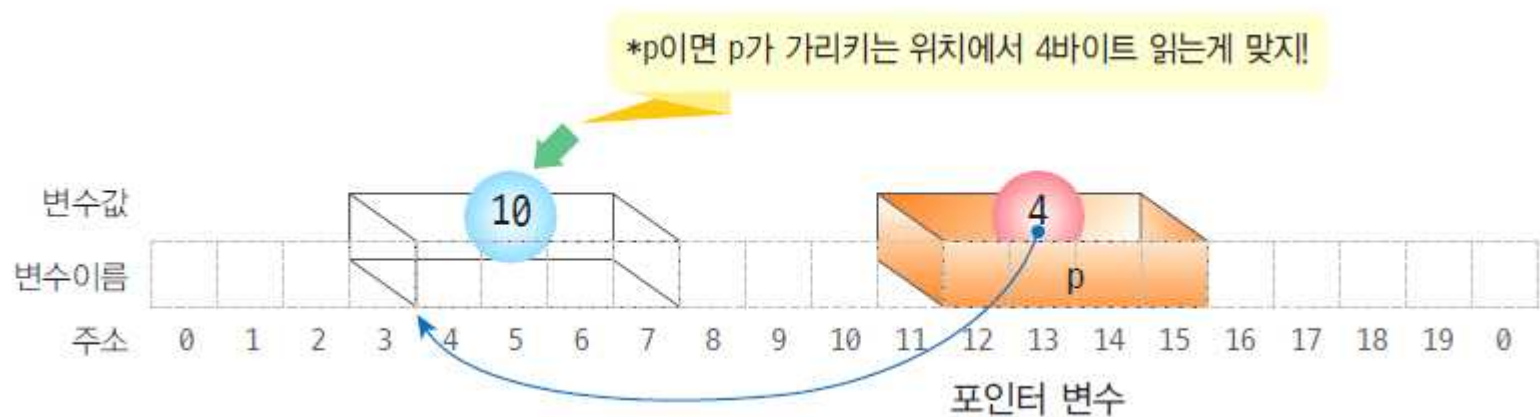 *p이면 p가 가리키는 위치에서 4바이트 읽는게 맞지!
변수값 10 4
변수이름 p
주소 0 1 2 3 4 5 6 7 8 9 10 11 12 13 14 15 16 17 18 19 0
포인터 변수